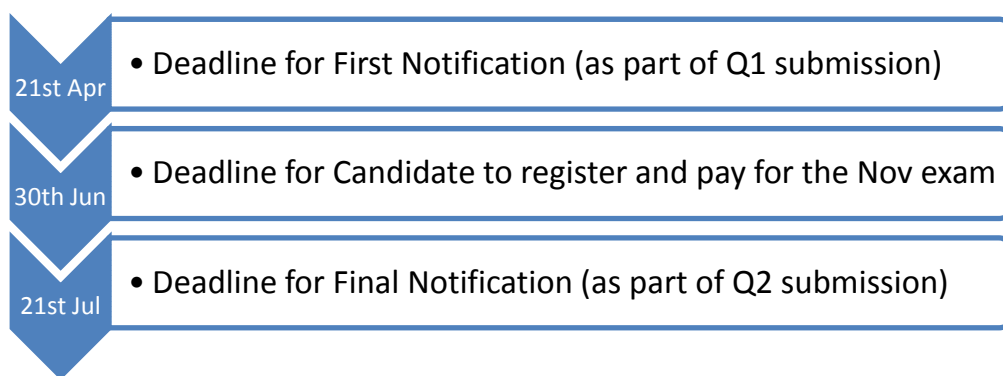 21st Apr
• Deadline for First Notification (as part of Q1 submission)
30th Jun
• Deadline for Candidate to register and pay for the Nov exam
21st Jul
• Deadline for Final Notification (as part of Q2 submission)